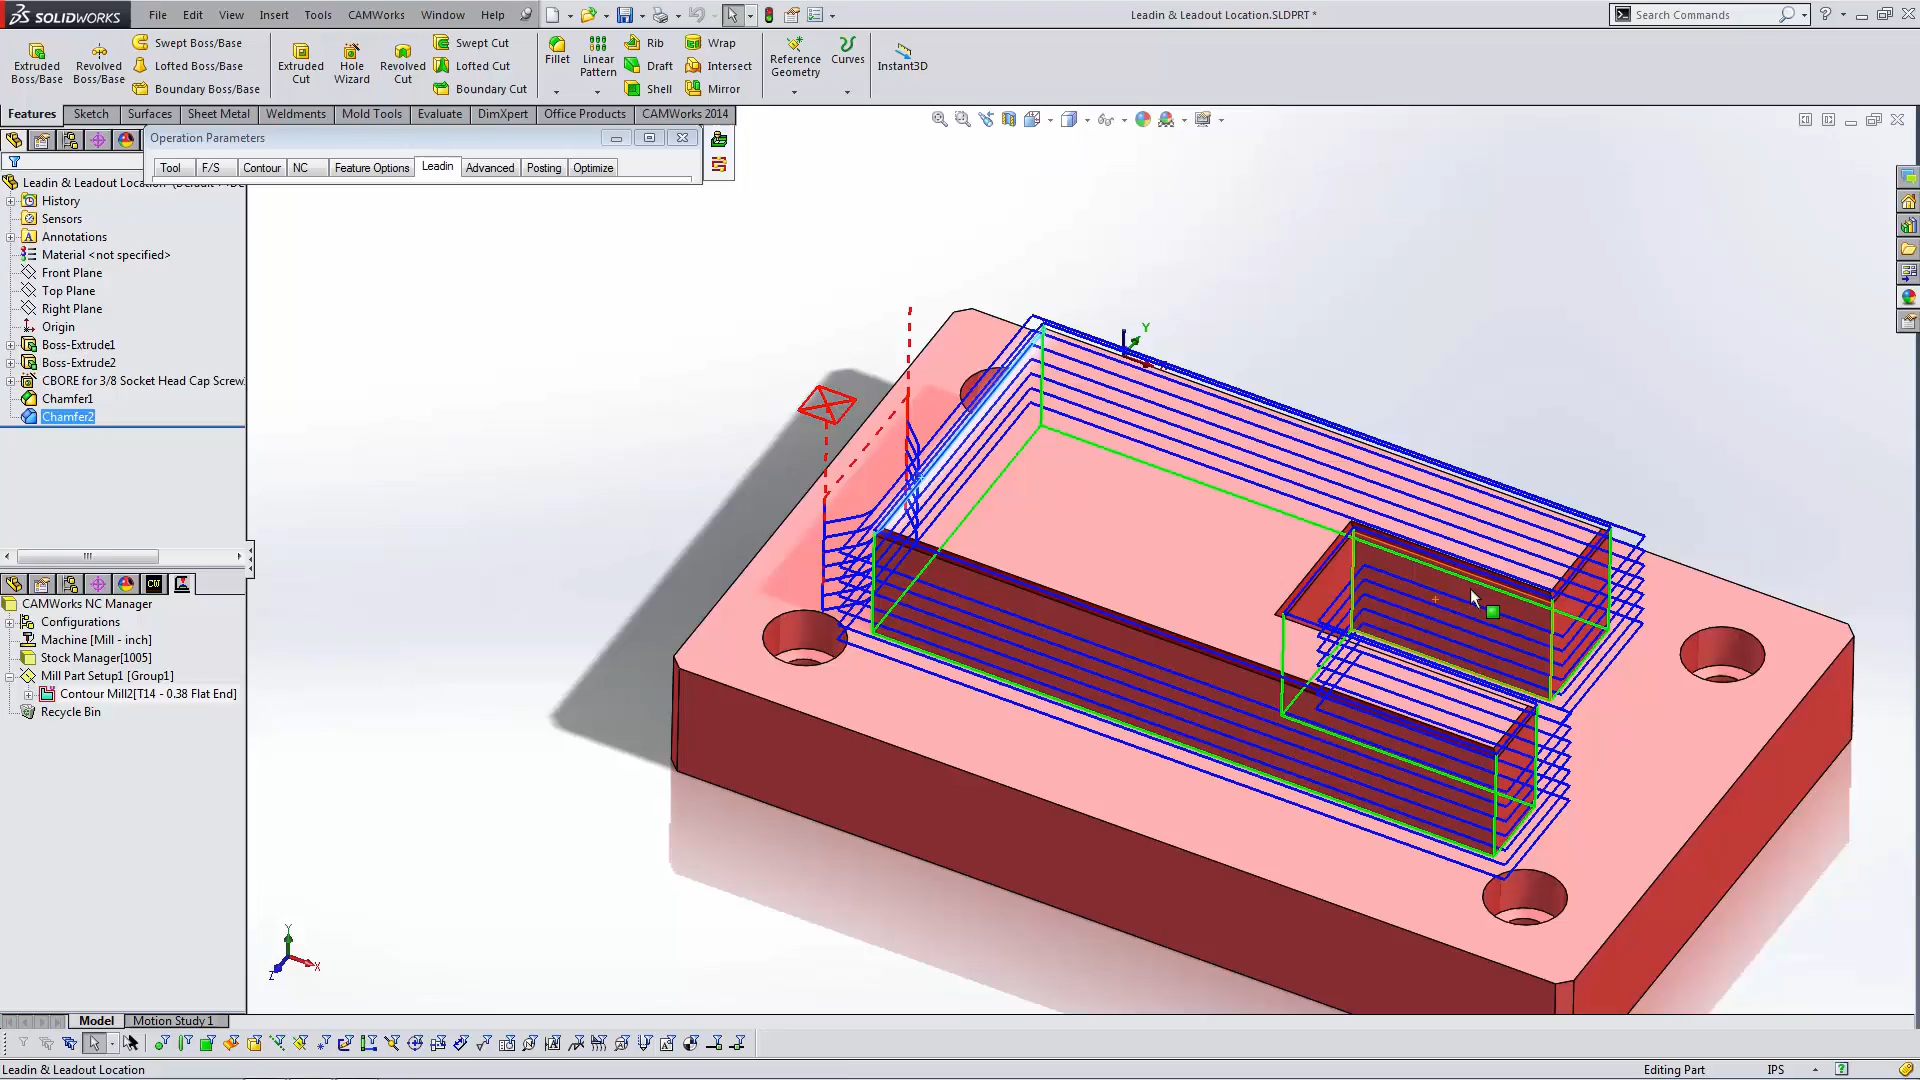 SOLIDWORKS File Edit View Insert Tools CAMWorks Window Help Leadin & Leadout Location.SLDPRT * Search Commands
Extruded Boss/Base
Revolved Boss/Base
Swept Boss/Base
Lofted Boss/Base
Boundary Boss/Base
Extruded Cut
Hole Wizard
Revolved Cut
Swept Cut
Lofted Cut
Boundary Cut
Fillet
Linear Pattern
Rib
Draft
Shell
Wrap
Intersect
Mirror
Reference Geometry
Curves
Instant3D
Features Sketch Surfaces Sheet Metal Weldments Mold Tools Evaluate DimXpert Office Products CAMWorks 2014
Operation Parameters
Tool F/S Contour NC Feature Options Leadin Advanced Posting Optimize
Leadin & Leadout Location
History
Sensors
Annotations
Material <not specified>
Front Plane
Top Plane
Right Plane
Origin
Boss-Extrude1
Boss-Extrude2
CBORE for 3/8 Socket Head Cap Screw
Chamfer1
Chamfer2
CAMWorks NC Manager
Configurations
Machine [Mill - inch]
Stock Manager[1005]
Mill Part Setup1 [Group1]
Contour Mill2[T14 - 0.38 Flat End]
Recycle Bin
Y
Y
X
Z
Model Motion Study 1
Leadin & Leadout Location Editing Part IPS